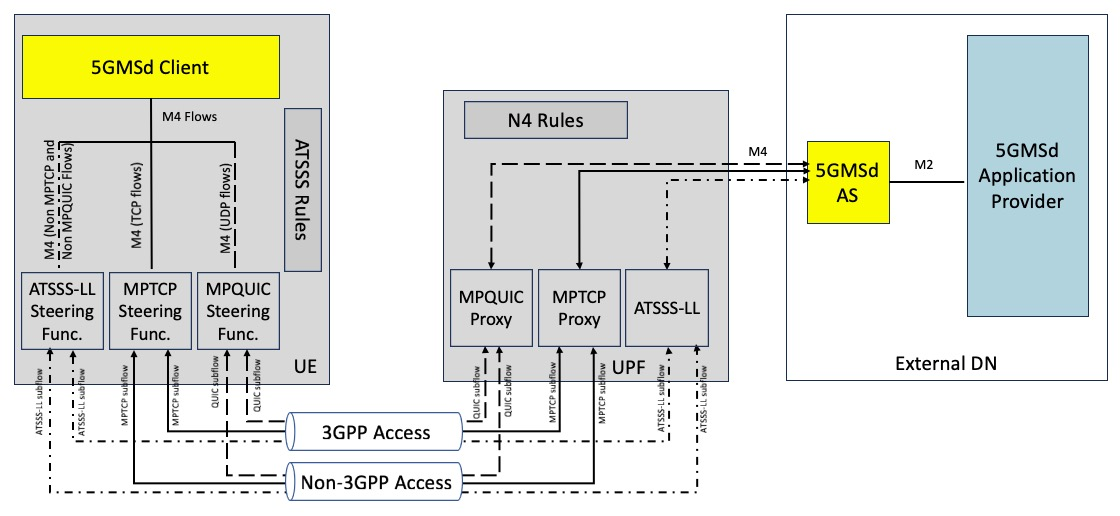 5GMSd Client
M4 Flows
M4 (Non MPTCP and
Non MPQUIC Flows)
M4 (TCP flows)
M4 (UDP flows)
ATSSS Rules
ATSSS-LL
Steering
Func.
MPTCP
Steering
Func.
MPQUIC
Steering
Func.
UE
ATSSS-LL subflow
ATSSS-LL subflow
MPTCP subflow
MPTCP subflow
QUIC subflow
QUIC subflow
3GPP Access
Non-3GPP Access
N4 Rules
MPQUIC
Proxy
MPTCP
Proxy
ATSSS-LL
UPF
QUIC subflow
QUIC subflow
MPTCP subflow
MPTCP subflow
ATSSS-LL subflow
ATSSS-LL subflow
M4
5GMSd
AS
M2
5GMSd
Application
Provider
External DN